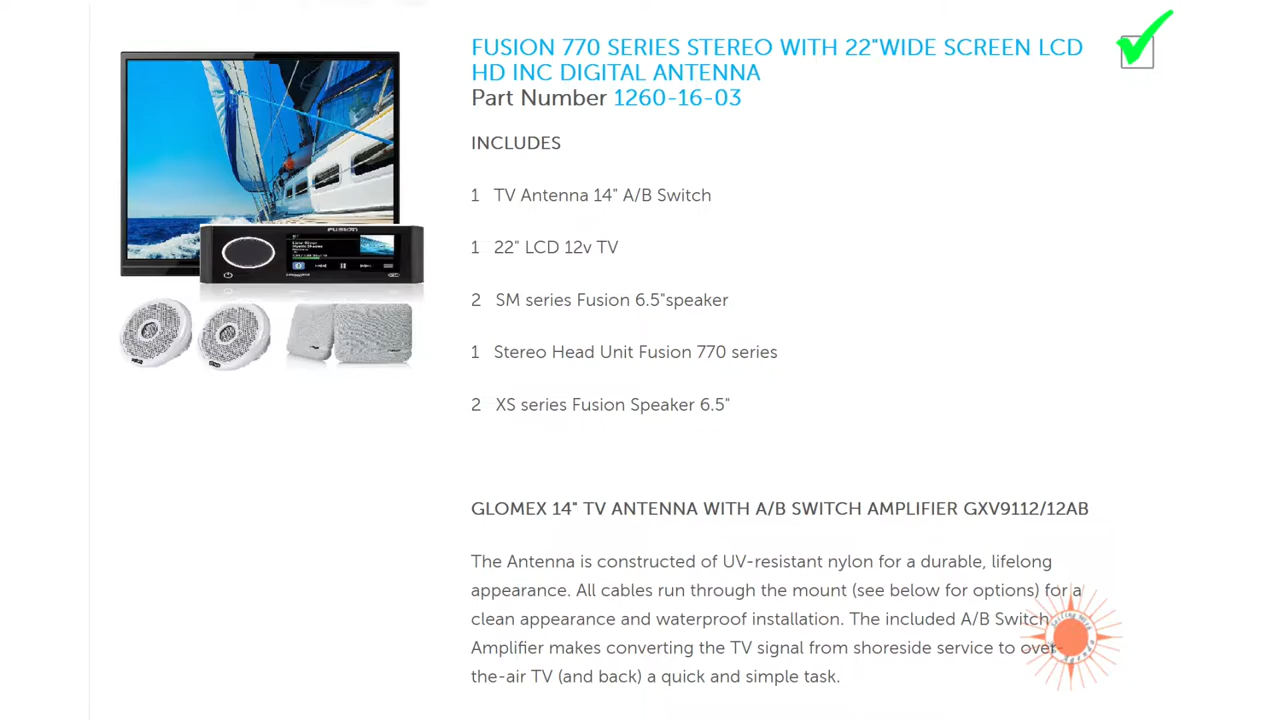 FUSION 770 SERIES STEREO WITH 22"WIDE SCREEN LCD
HD INC DIGITAL ANTENNA
Part Number 1260-16-03
INCLUDES
1 TV Antenna 14" A/B Switch
1 22" LCD 12v TV
2 SM series Fusion 6.5"speaker
1 Stereo Head Unit Fusion 770 series
2 XS series Fusion Speaker 6.5"
FUSION
GLOMEX 14" TV ANTENNA WITH A/B SWITCH AMPLIFIER GXV9112/12AB
The Antenna is constructed of UV-resistant nylon for a durable, lifelong
appearance. All cables run through the mount (see below for options) for a
clean appearance and waterproof installation. The included A/B Switch
Amplifier makes converting the TV signal from shoreside service to over-
the-air TV (and back) a quick and simple task.